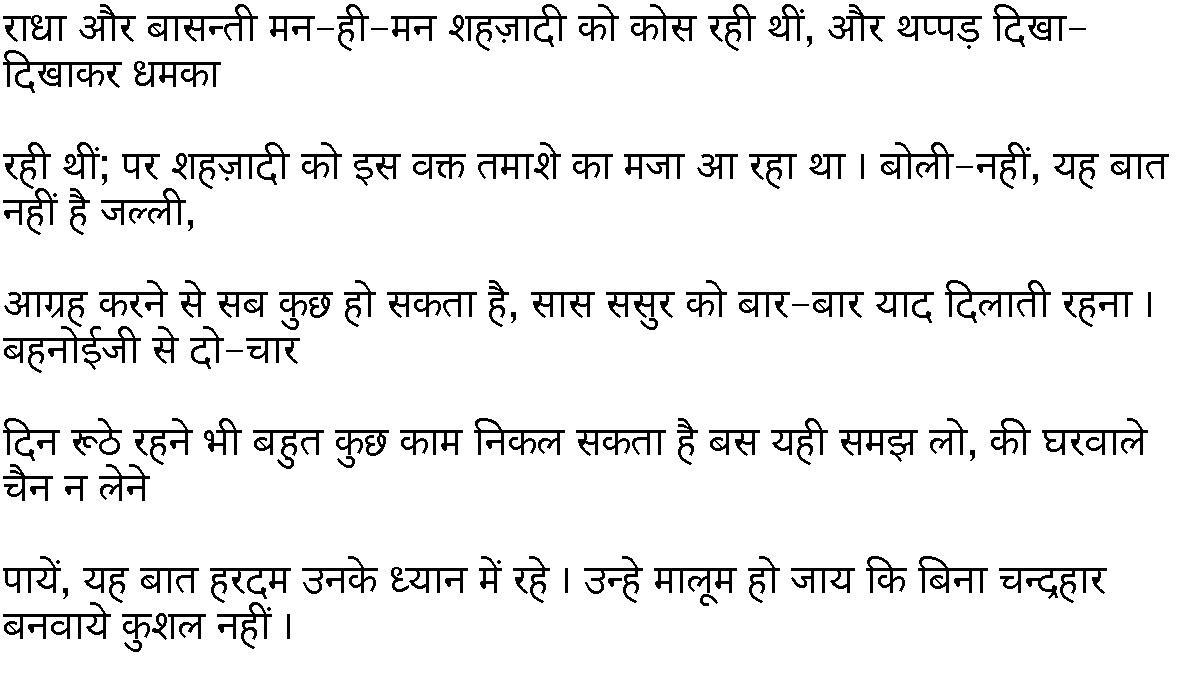 राधा और बासन्ती मन-ही-मन शहज़ादी को कोस रही थीं, और थप्पड़ दिखा-
दिखाकर धमका
रही थीं; पर शहज़ादी को इस वक्त तमाशे का मजा आ रहा था । बोली-नहीं, यह बात
नहीं है जल्ली,
आग्रह करने से सब कुछ हो सकता है, सास ससुर को बार-बार याद दिलाती रहना ।
बहनोईजी से दो-चार
दिन रूठे रहने भी बहुत कुछ काम निकल सकता है बस यही समझ लो, की घरवाले
चैन न लेने
पायें, यह बात हरदम उनके ध्यान में रहे । उन्हे मालूम हो जाय कि बिना चन्द्रहार
बनवाये कुशल नहीं ।